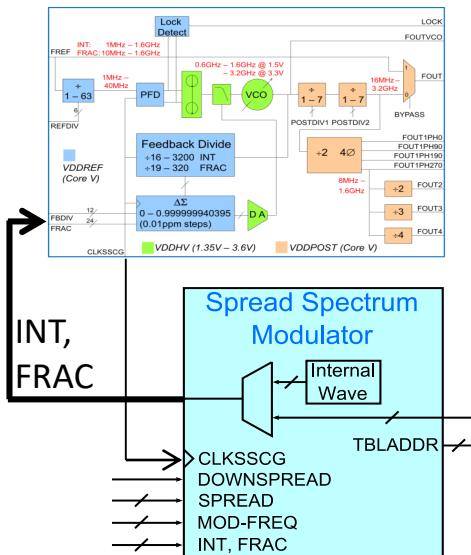 Lock
Detect
LOCK
FOUTVCO
FREF
INT: 1MHz – 1.6GHz
FRAC: 10MHz – 1.6GHz
0.6GHz – 1.6GHz @ 1.5V
– 3.2GHz @ 3.3V
1
FOUT
0
÷
1 – 63
1MHz –
40MHz
PFD
VCO
÷
1 – 7
÷
1 – 7
16MHz –
3.2GHz
6
REFDIV
POSTDIV1
POSTDIV2
BYPASS
VDDREF
(Core V)
Feedback Divide
÷16 – 3200 INT
÷19 – 320 FRAC
÷2 4Ø
FOUT1PH0
FOUT1PH90
FOUT1PH190
FOUT1PH270
8MHz –
1.6GHz
÷2
FOUT2
ΔΣ
0 – 0.999999940395
(0.01ppm steps)
D A
÷3
FOUT3
FBDIV
12
FRAC
24
÷4
FOUT4
CLKSSCG
VDDHV (1.35V – 3.6V)
VDDPOST (Core V)
INT,
FRAC
Spread Spectrum
Modulator
Internal
Wave
TBLADDR
CLKSSCG
DOWNSPREAD
SPREAD
MOD-FREQ
INT, FRAC